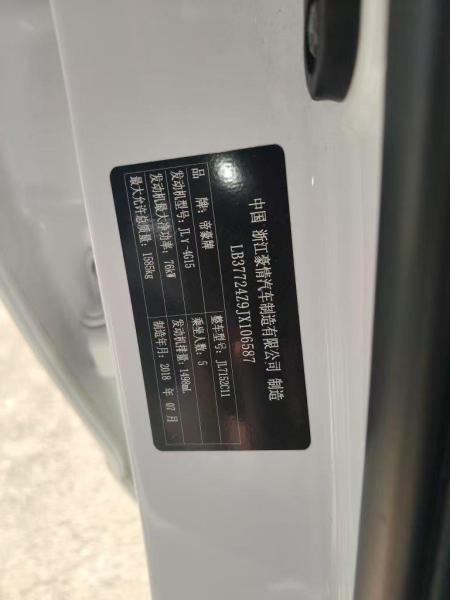 中国 浙江豪情汽车制造有限公司 制造
LB37724Z9JX106587
品 牌: 帝豪牌 整车型号: JL7152C11
发动机型号: JLγ-4G15 乘坐人数: 5
发动机最大净功率: 76kW 发动机排量: 1498mL
最大允许总质量: 1585kg 制造年月: 2018 年 07 月